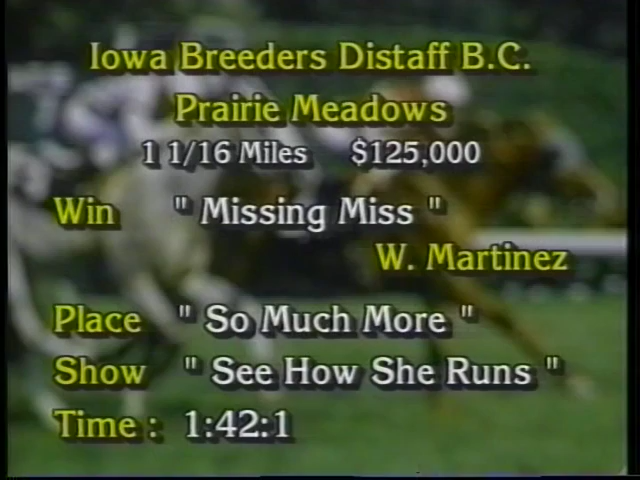 Iowa Breeders Distaff B.C.
Prairie Meadows
1 1/16 Miles $125,000
Win " Missing Miss "
W. Martinez
Place " So Much More "
Show " See How She Runs "
Time : 1:42:1